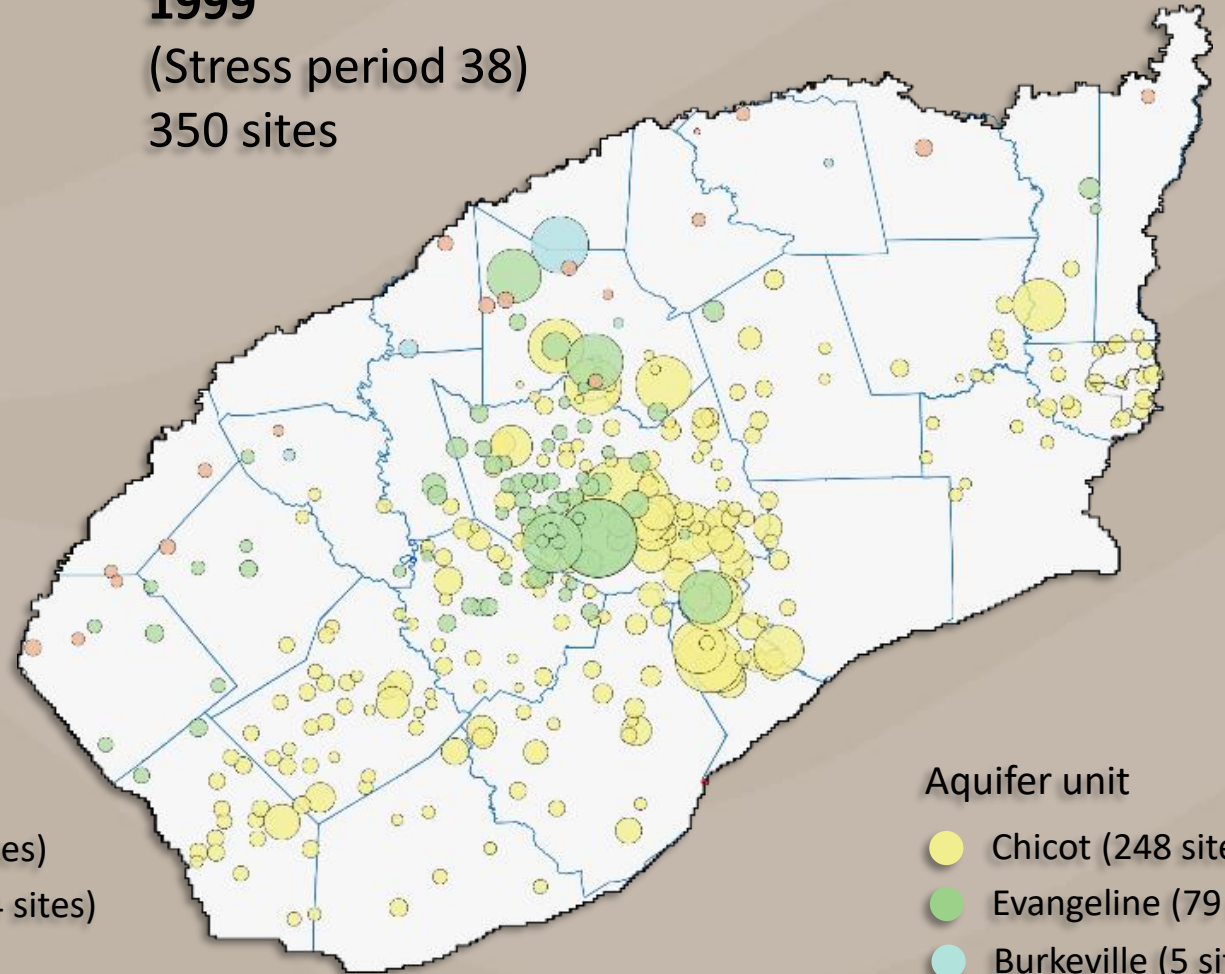 1999
(Stress period 38)
350 sites
es)
sites)
Aquifer unit
Chicot (248 site
Evangeline (79
Burkeville (5 si